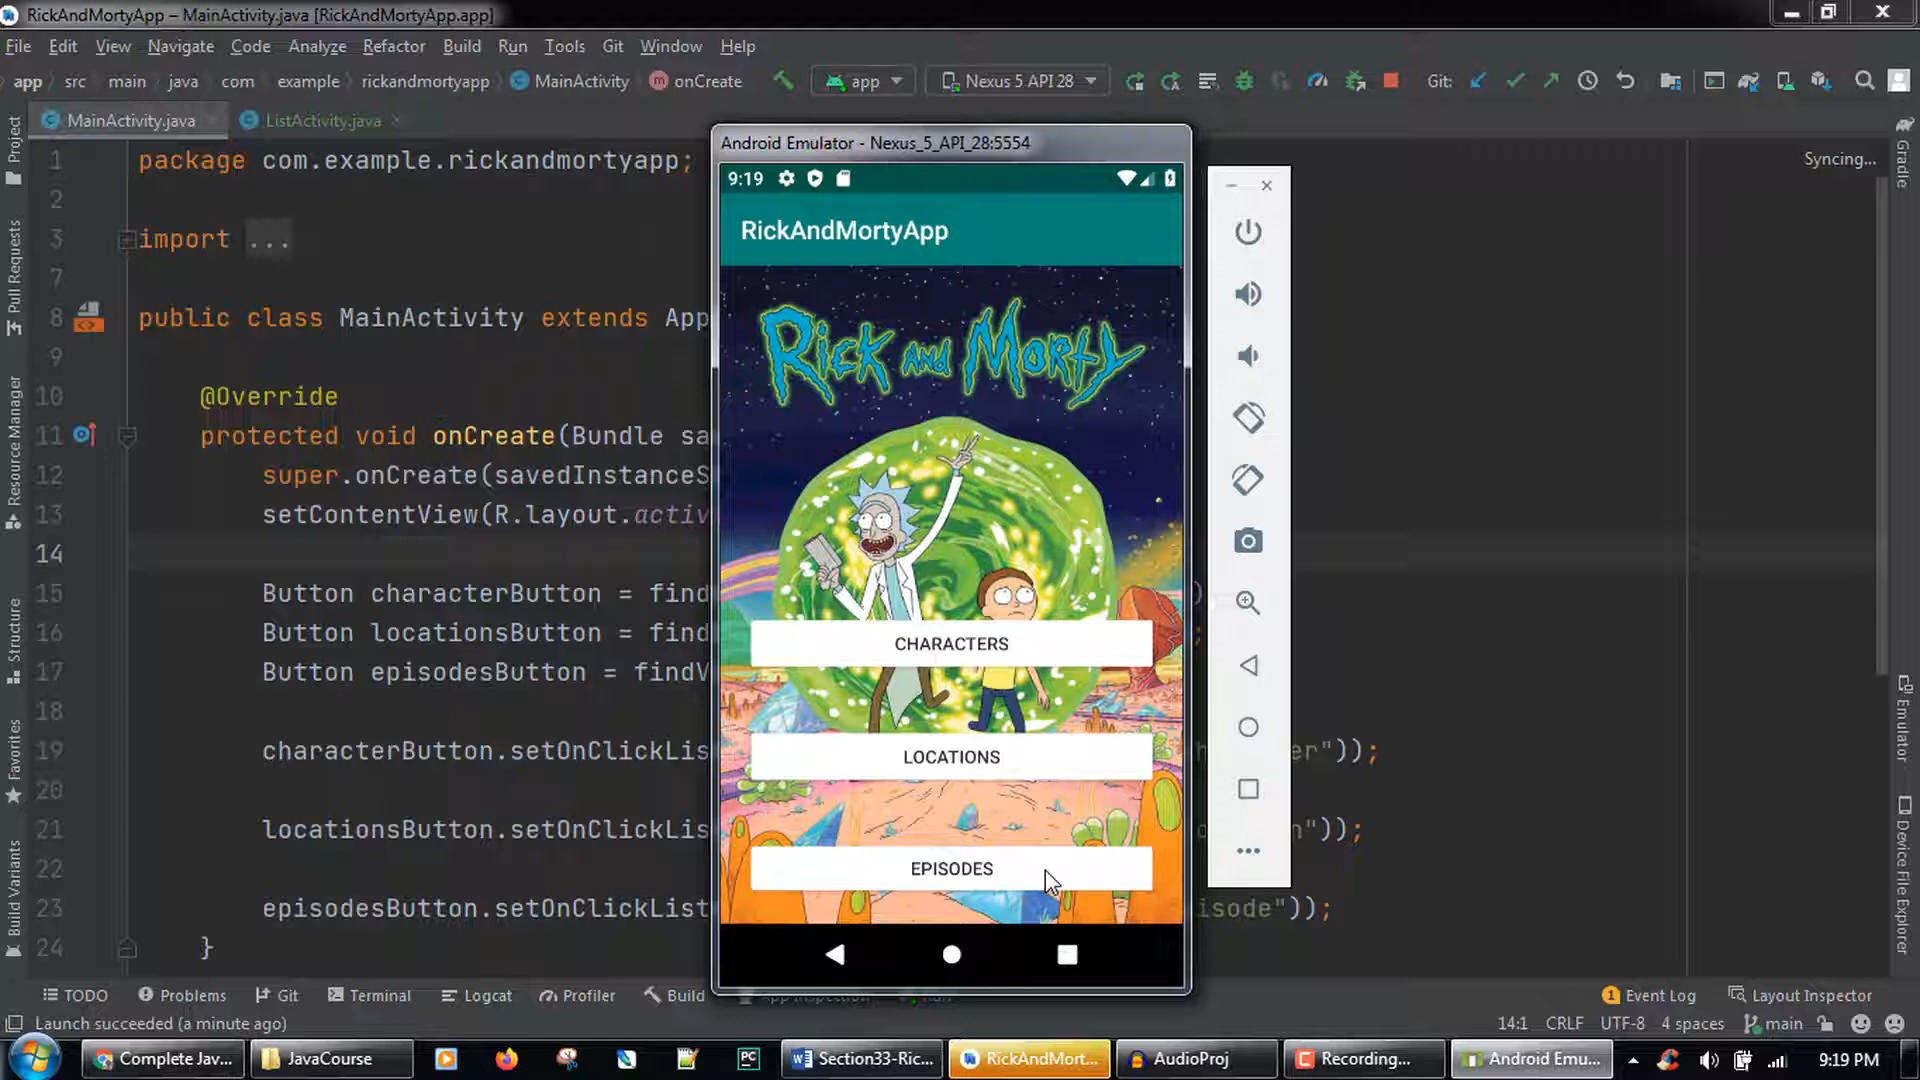 RickAndMortyApp – MainActivity.java [RickAndMortyApp.app]
File Edit View Navigate Code Analyze Refactor Build Run Tools Git Window Help
app src main java com example rickandmortyapp MainActivity onCreate app Nexus 5 API 28 Git:
MainActivity.java ListActivity.java
Project
Pull Requests
Resource Manager
Structure
Favorites
Build Variants
1 package com.example.rickandmortyapp;
2
3 import ...
7
8 public class MainActivity extends App
9
10 @Override
11 protected void onCreate(Bundle sa
12 super.onCreate(savedInstanceS
13 setContentView(R.layout.activ
14
15 Button characterButton = find
16 Button locationsButton = find
17 Button episodesButton = findV
18
19 characterButton.setOnClickLis er"));
20
21 locationsButton.setOnClickLis n"));
22
23 episodesButton.setOnClickList isode"));
24 }
Syncing...
Gradle
Emulator
Device File Explorer
Android Emulator - Nexus_5_API_28:5554
9:19
RickAndMortyApp
Rick and Morty
CHARACTERS
LOCATIONS
EPISODES
TODO Problems Git Terminal Logcat Profiler Build App Inspection Run 1 Event Log Layout Inspector
Launch succeeded (a minute ago) 14:1 CRLF UTF-8 4 spaces main
Complete Jav... JavaCourse PC Section33-Ric... RickAndMort... AudioProj Recording... Android Emu... 9:19 PM